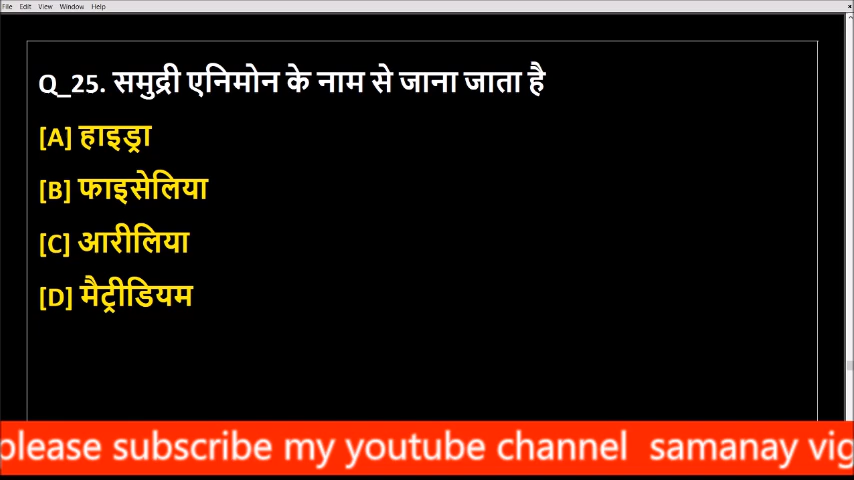 File Edit View Window Help
Q_25. समुद्री एनिमोन के नाम से जाना जाता है
[A] हाइड्रा
[B] फाइसेलिया
[C] आरीलिया
[D] मैट्रीडियम
please subscribe my youtube channel samanay vig